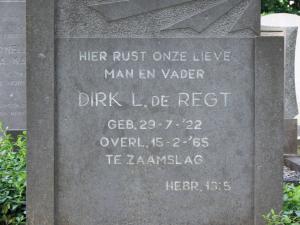 HIER RUST ONZE LIEVE
MAN EN VADER
DIRK L. DE REGT
GEB. 29-7-'22
OVERL. 15-2-'65
TE ZAAMSLAG
HEBR. 13:5